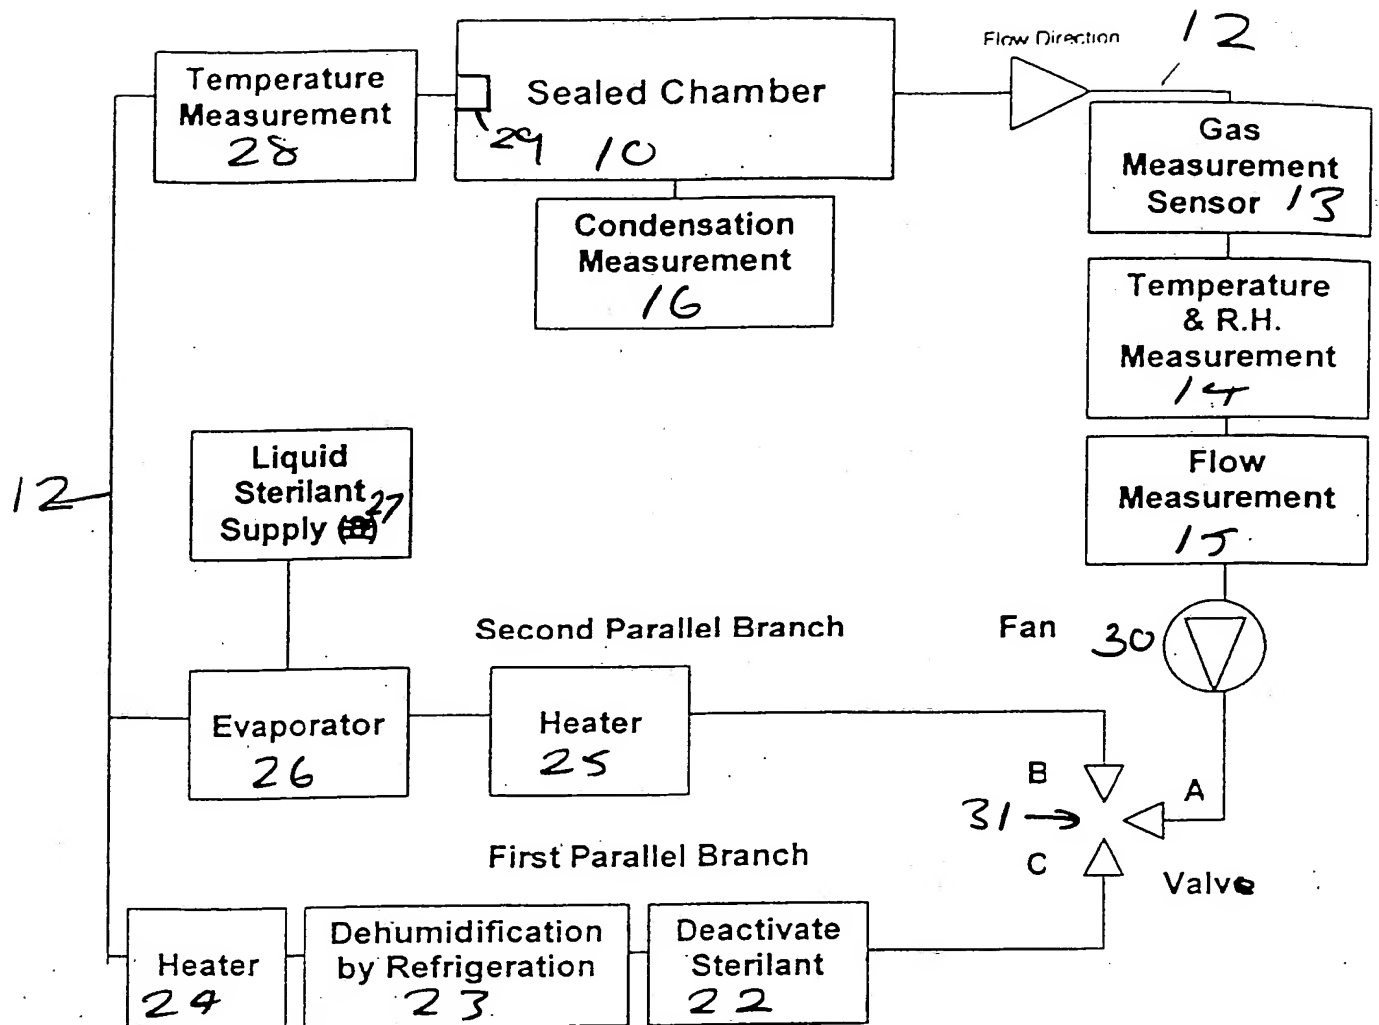 Flow Direction
12
Temperature
Measurement
28
Sealed Chamber
29
10
Gas
Measurement
Sensor 13
Condensation
Measurement
16
Temperature
& R.H.
Measurement
14
Liquid
Sterilant
Supply 27
12
Flow
Measurement
15
Second Parallel Branch
Fan
30
Evaporator
26
Heater
25
B
A
31
C
Valve
First Parallel Branch
Heater
24
Dehumidification
by Refrigeration
23
Deactivate
Sterilant
22